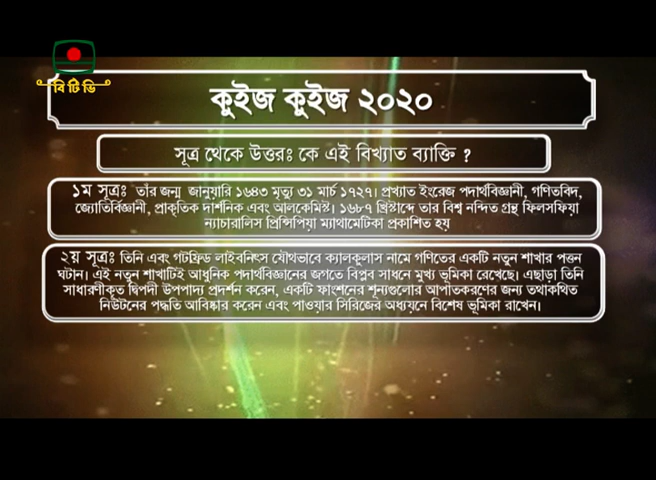 বি টি ভি
কুইজ কুইজ ২০২০
সূত্র থেকে উত্তরঃ কে এই বিখ্যাত ব্যাক্তি ?
১ম সূত্রঃ তাঁর জন্ম জানুয়ারি ১৬৪৩ মৃত্যু ৩১ মার্চ ১৭২৭। প্রখ্যাত ইংরেজ পদার্থবিজ্ঞানী, গণিতবিদ,
জ্যোতির্বিজ্ঞানী, প্রাকৃতিক দার্শনিক এবং আলকেমিস্ট। ১৬৮৭ খ্রিস্টাব্দে তার বিশ্ব নন্দিত গ্রন্থ ফিলসফিয়া
ন্যাচারালিস প্রিন্সিপিয়া ম্যাথামেটিকা প্রকাশিত হয়
২য় সূত্রঃ তিনি এবং গটফ্রিড লাইবনিৎস যৌথভাবে ক্যালকুলাস নামে গণিতের একটি নতুন শাখার পত্তন
ঘটান। এই নতুন শাখাটিই আধুনিক পদার্থবিজ্ঞানের জগতে বিপ্লব সাধনে মুখ্য ভূমিকা রেখেছে। এছাড়া তিনি
সাধারণীকৃত দ্বিপদী উপপাদ্য প্রদর্শন করেন, একটি ফাংশনের শূন্যগুলোর আপাতকরণের জন্য তথাকথিত
নিউটনের পদ্ধতি আবিষ্কার করেন এবং পাওয়ার সিরিজের অধ্যয়নে বিশেষ ভূমিকা রাখেন।